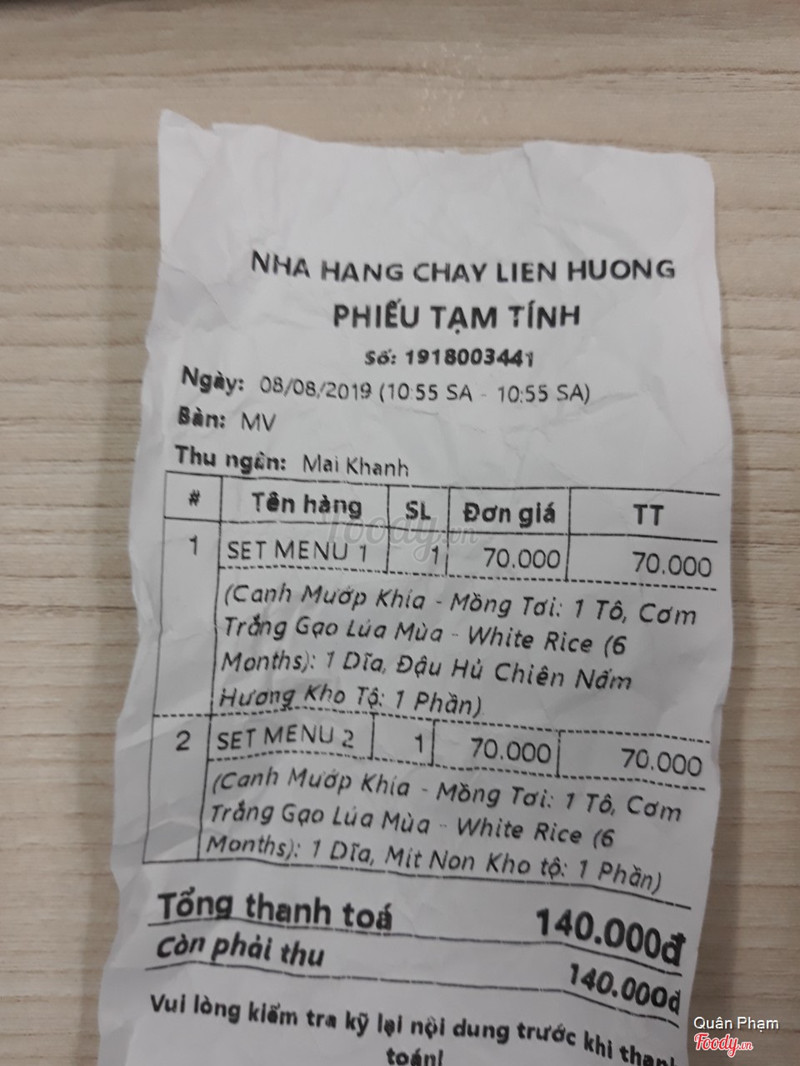 NHA HANG CHAY LIEN HUONG
PHIẾU TẠM TÍNH
Số: 1918003441
Ngày: 08/08/2019 (10:55 SA - 10:55 SA)
Bàn: MV
Thu ngân: Mai Khanh
# Tên hàng SL Đơn giá TT
1 SET MENU 1 1 70.000 70.000
(Canh Mướp Khía - Mồng Tơi: 1 Tô, Cơm
Trắng Gạo Lúa Mùa - White Rice (6
Months): 1 Dĩa, Đậu Hủ Chiên Nấm
Hương Kho Tộ: 1 Phần)
2 SET MENU 2 1 70.000 70.000
(Canh Mướp Khía - Mồng Tơi: 1 Tô, Cơm
Trắng Gạo Lúa Mùa - White Rice (6
Months): 1 Dĩa, Mít Non Kho tộ: 1 Phần)
Tổng thanh toá 140.000đ
Còn phải thu 140.000đ
Vui lòng kiểm tra kỹ lại nội dung trước khi thanh
toán!
Foody.vn
Quân Phạm
Foody.vn